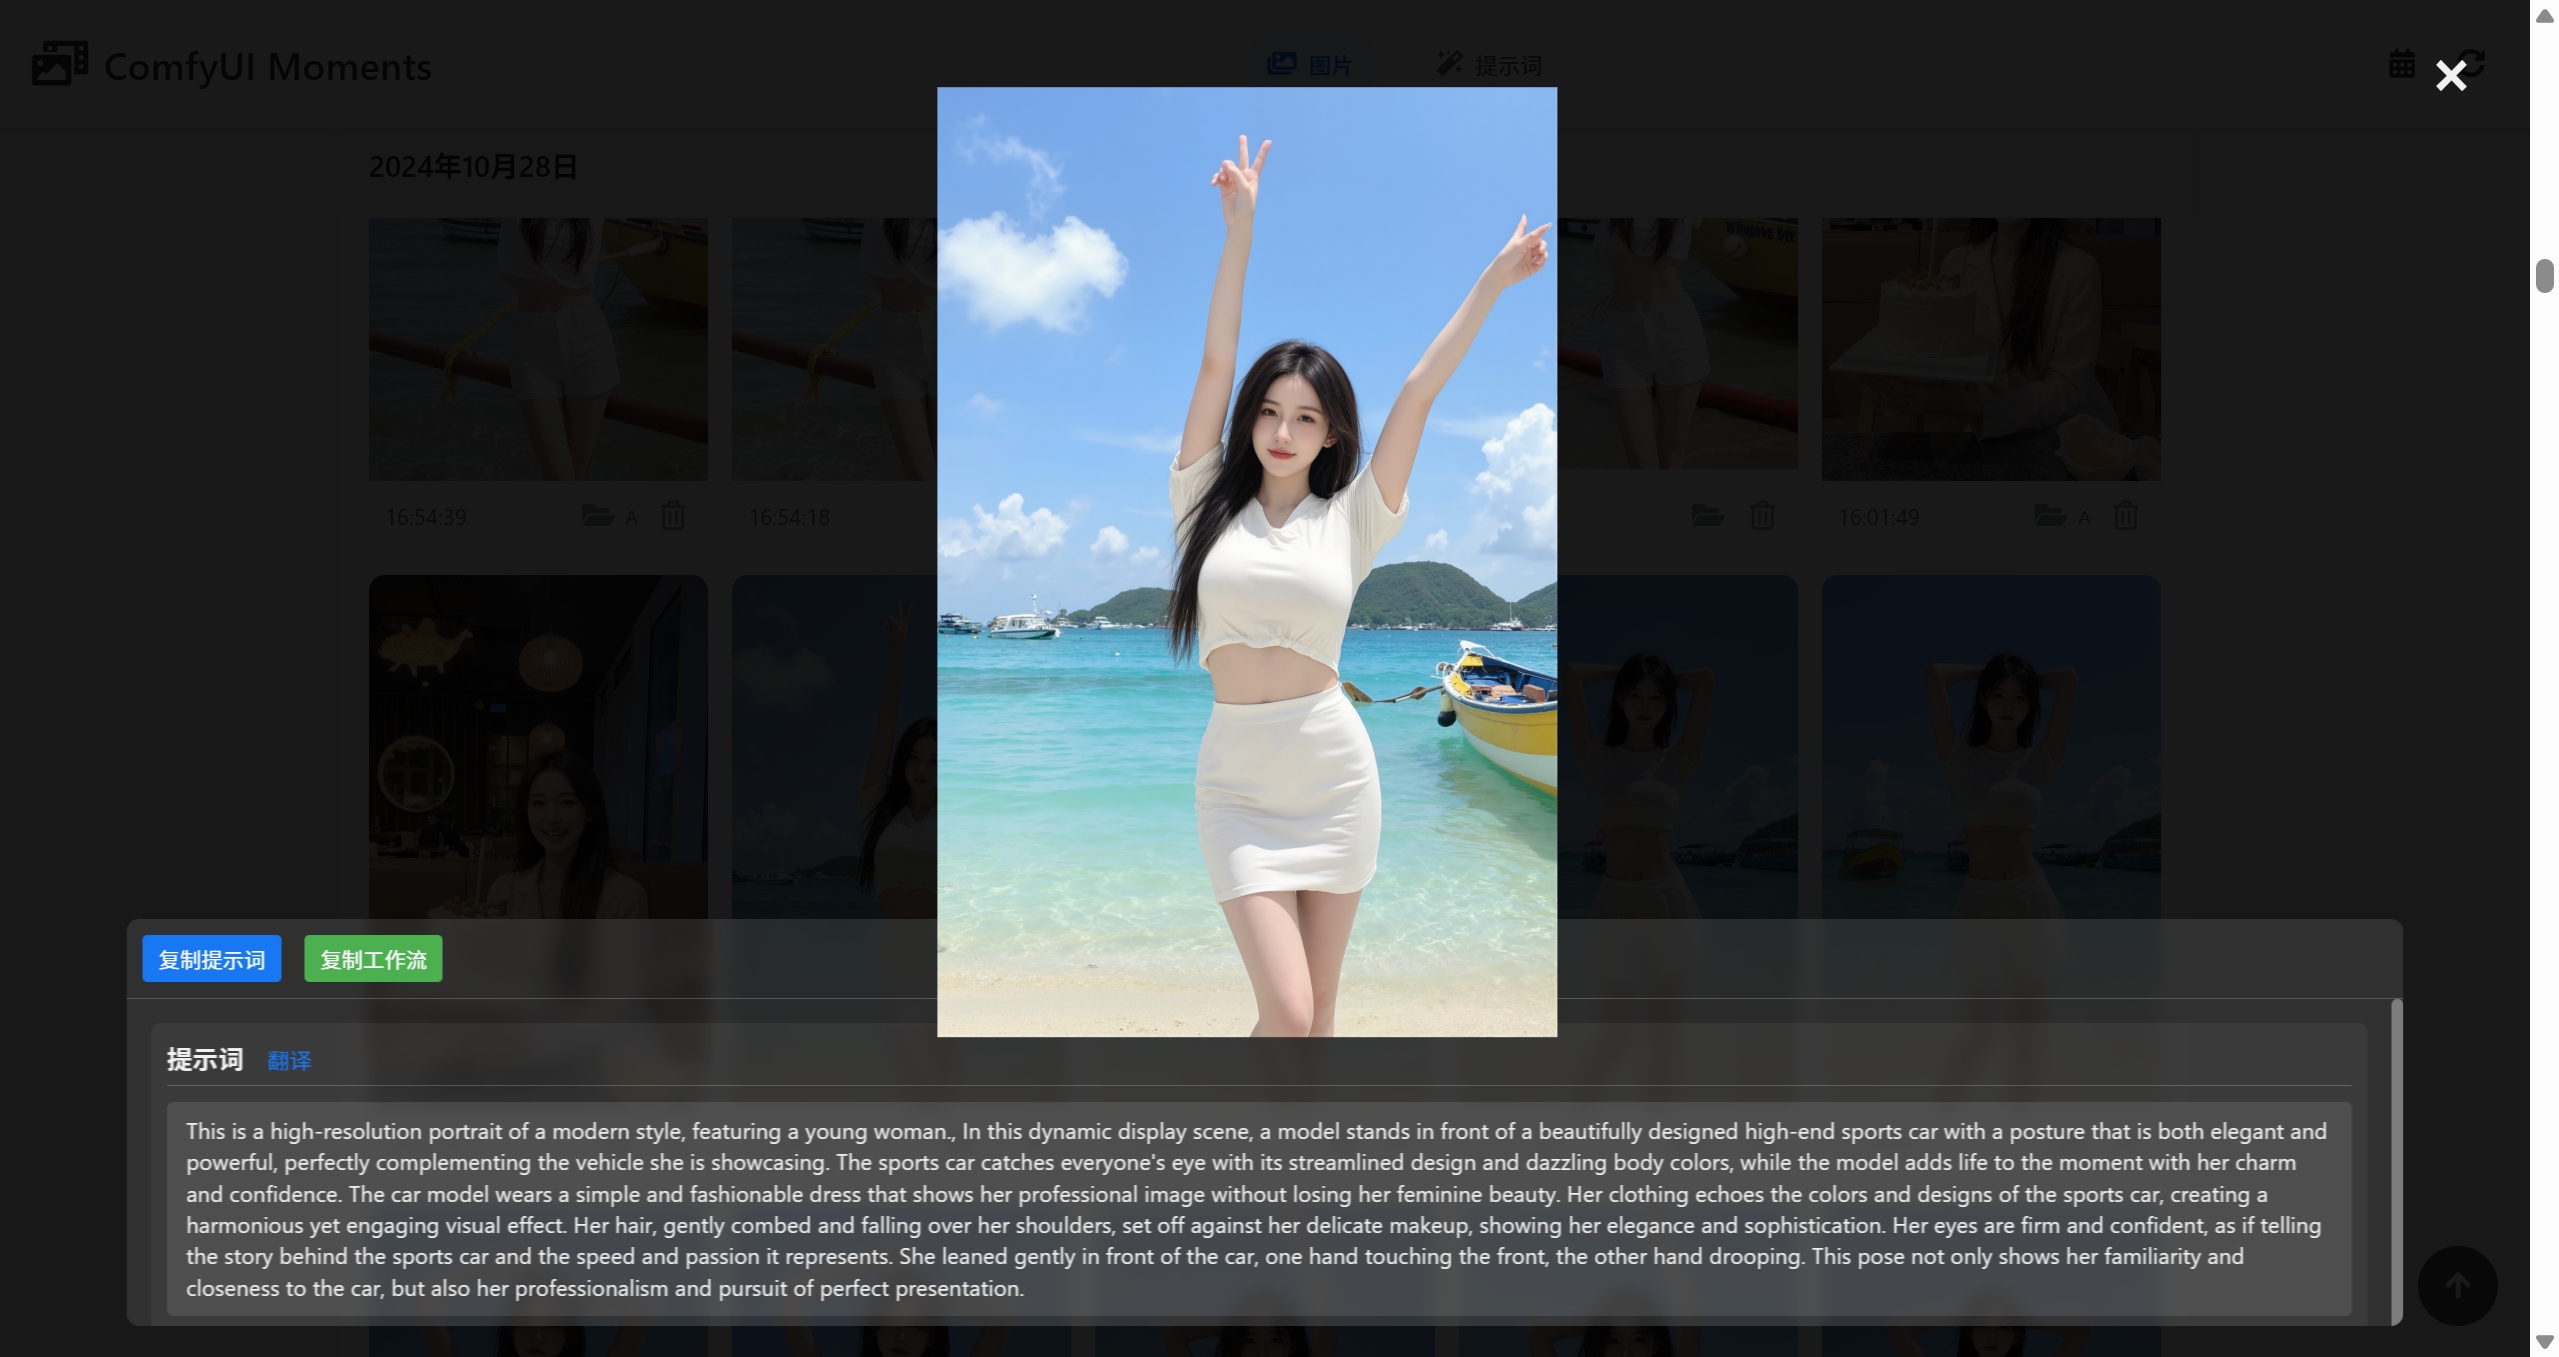 ComfyUI Moments
图片
提示词
2024年10月28日
16:54:39
A
16:54:18
16:01:49
A
复制提示词
复制工作流
提示词
翻译
This is a high-resolution portrait of a modern style, featuring a young woman., In this dynamic display scene, a model stands in front of a beautifully designed high-end sports car with a posture that is both elegant and
powerful, perfectly complementing the vehicle she is showcasing. The sports car catches everyone's eye with its streamlined design and dazzling body colors, while the model adds life to the moment with her charm
and confidence. The car model wears a simple and fashionable dress that shows her professional image without losing her feminine beauty. Her clothing echoes the colors and designs of the sports car, creating a
harmonious yet engaging visual effect. Her hair, gently combed and falling over her shoulders, set off against her delicate makeup, showing her elegance and sophistication. Her eyes are firm and confident, as if telling
the story behind the sports car and the speed and passion it represents. She leaned gently in front of the car, one hand touching the front, the other hand drooping. This pose not only shows her familiarity and
closeness to the car, but also her professionalism and pursuit of perfect presentation.